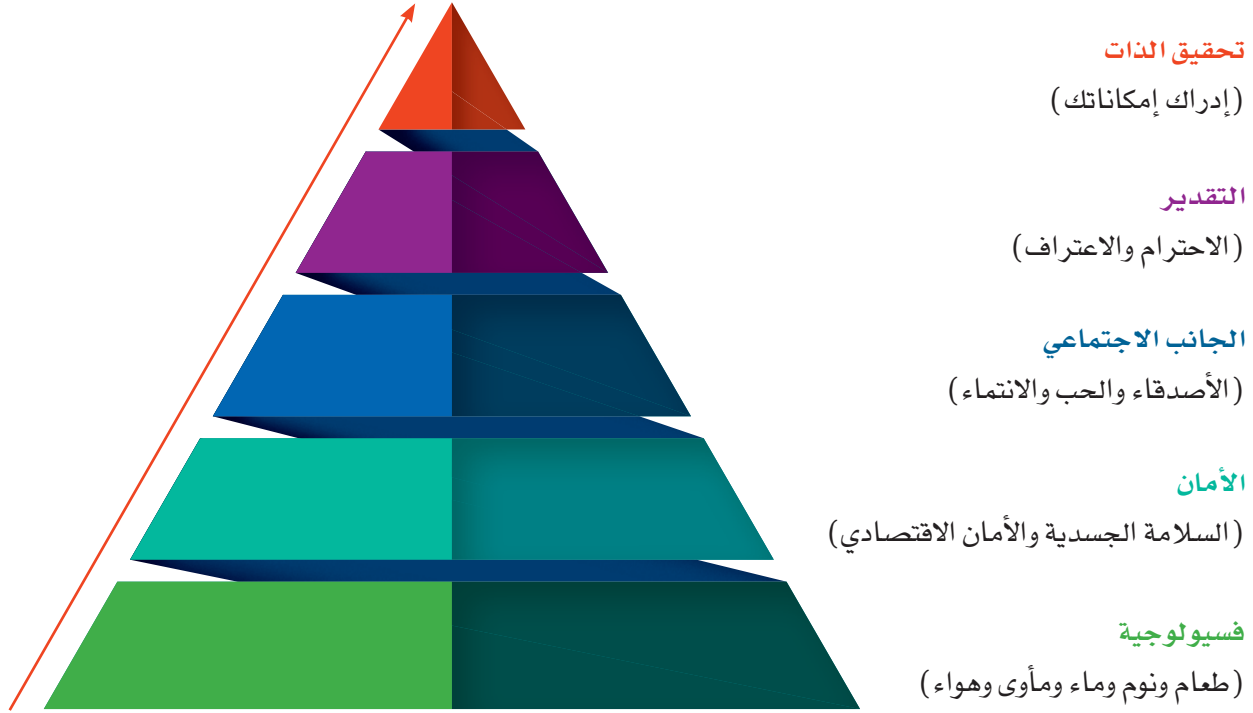 تحقيق الذات
(إدراك إمكاناتك)
التقدير
(الاحترام والاعتراف)
الجانب الاجتماعي
(الأصدقاء والحب والانتماء)
الأمان
(السلامة الجسدية والأمان الاقتصادي)
فسيولوجية
(طعام ونوم وماء ومأوى وهواء)